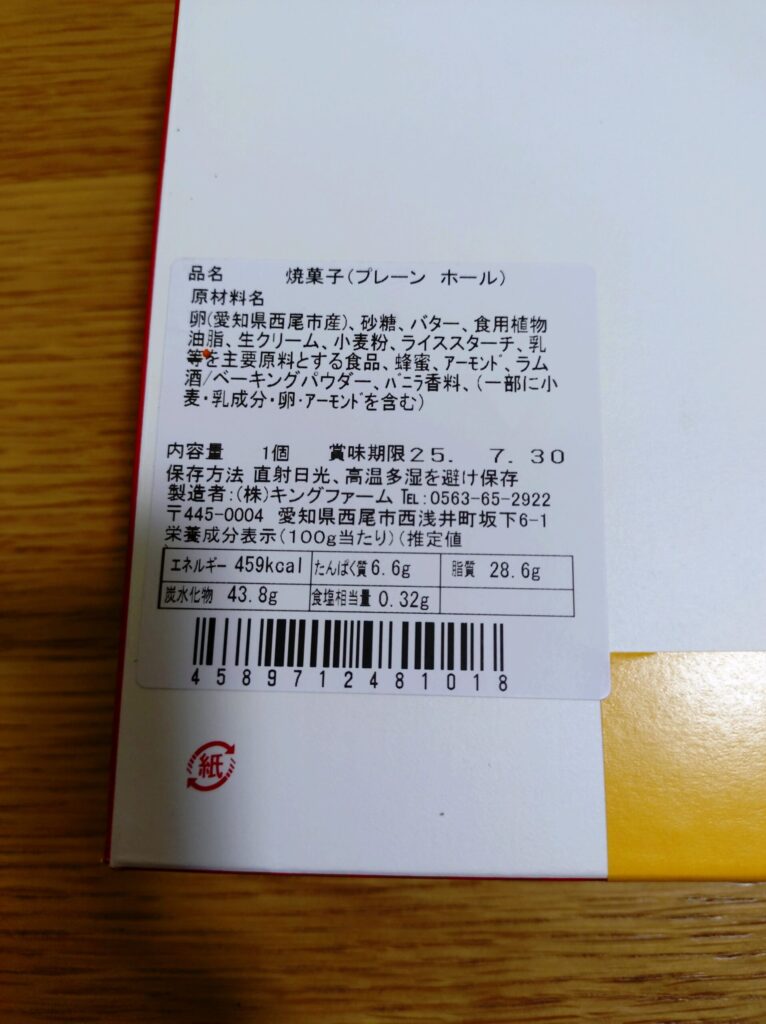 品名 焼菓子(プレーン ホール)
原材料名
卵(愛知県西尾市産)、砂糖、バター、食用植物
油脂、生クリーム、小麦粉、ライススターチ、乳
等を主要原料とする食品、蜂蜜、アーモンド、ラム
酒/ベーキングパウダー、バニラ香料、(一部に小
麦・乳成分・卵・アーモンドを含む)
内容量 1個 賞味期限25. 7.30
保存方法 直射日光、高温多湿を避け保存
製造者:(株)キングファーム ℡:0563-65-2922
〒445-0004 愛知県西尾市西浅井町坂下6-1
栄養成分表示(100g当たり)(推定値
エネルギー 459kcal たんぱく質 6.6g 脂質 28.6g
炭水化物 43.8g 食塩相当量 0.32g
4589712481018
紙